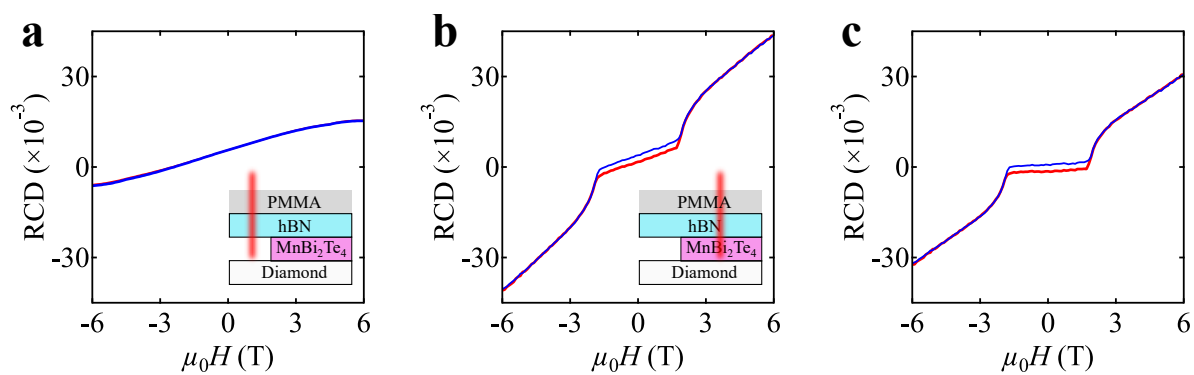 a
RCD (×10⁻³)
30
0
-30
-6
-3
0
3
6
μ₀H (T)
PMMA
hBN
MnBi₂Te₄
Diamond
b
RCD (×10⁻³)
30
0
-30
-6
-3
0
3
6
μ₀H (T)
PMMA
hBN
MnBi₂Te₄
Diamond
c
RCD (×10⁻³)
30
0
-30
-6
-3
0
3
6
μ₀H (T)